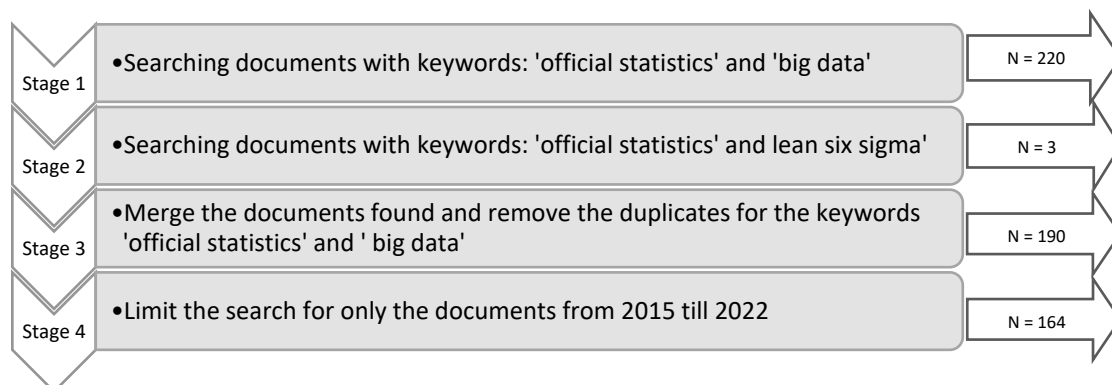 Stage 1
•Searching documents with keywords: 'official statistics' and 'big data'
N = 220
Stage 2
•Searching documents with keywords: 'official statistics' and lean six sigma'
N = 3
Stage 3
•Merge the documents found and remove the duplicates for the keywords
'official statistics' and ' big data'
N = 190
Stage 4
•Limit the search for only the documents from 2015 till 2022
N = 164